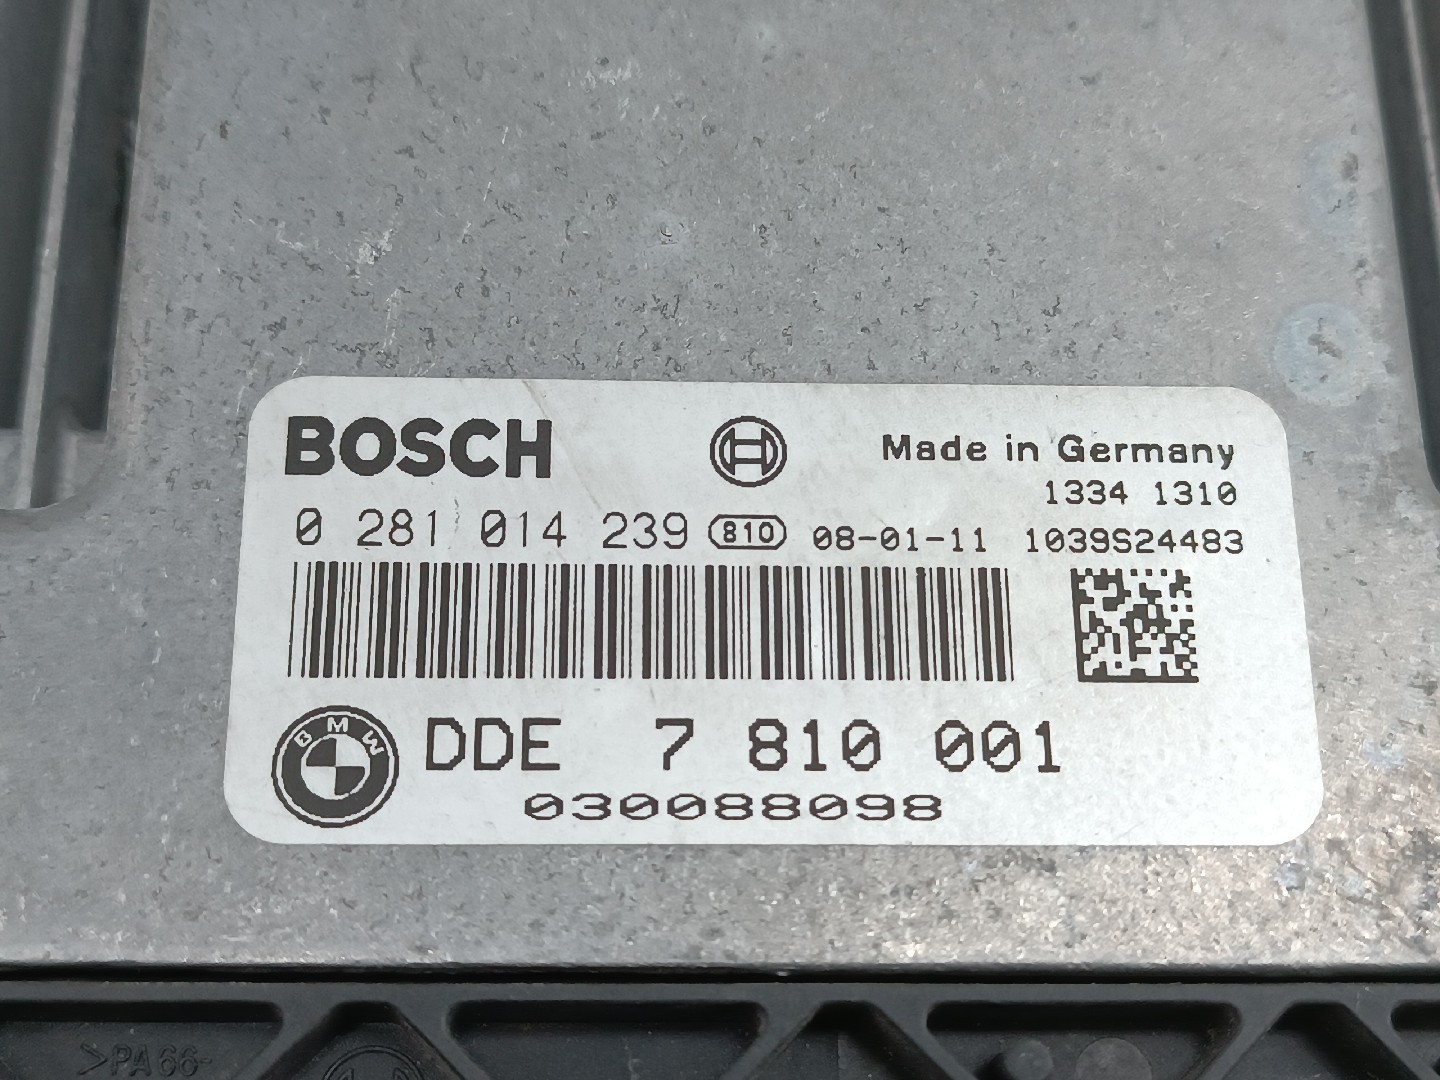 BOSCH
Made in Germany
1334 1310
0 281 014 239 810 08-01-11 1039S24483
BMW
DDE 7 810 001
030088098
>PA66-